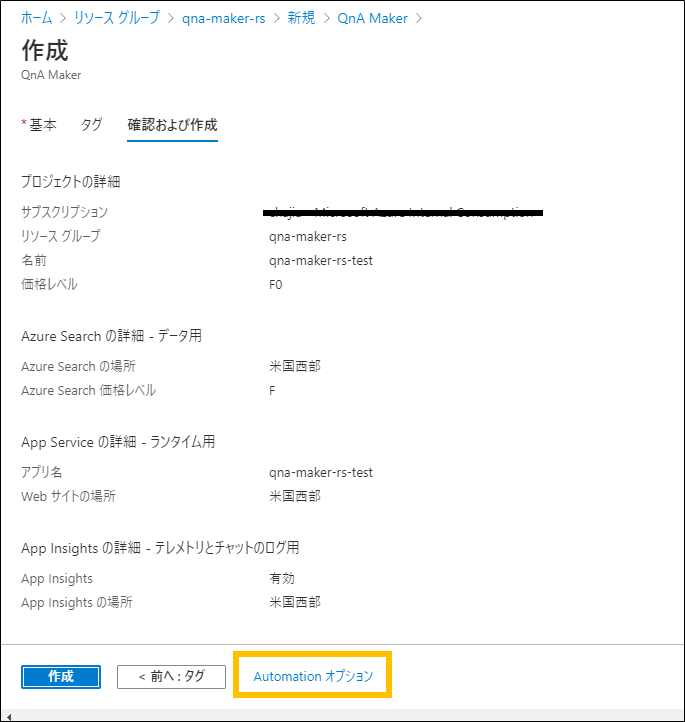 ホーム > リソース グループ > qna-maker-rs > 新規 > QnA Maker >
作成
QnA Maker
* 基本 タグ 確認および作成
プロジェクトの詳細
サブスクリプション
リソース グループ qna-maker-rs
名前 qna-maker-rs-test
価格レベル F0
Azure Search の詳細 - データ用
Azure Search の場所 米国西部
Azure Search 価格レベル F
App Service の詳細 - ランタイム用
アプリ名 qna-maker-rs-test
Web サイトの場所 米国西部
App Insights の詳細 - テレメトリとチャットのログ用
App Insights 有効
App Insights の場所 米国西部
作成 < 前へ : タグ Automation オプション